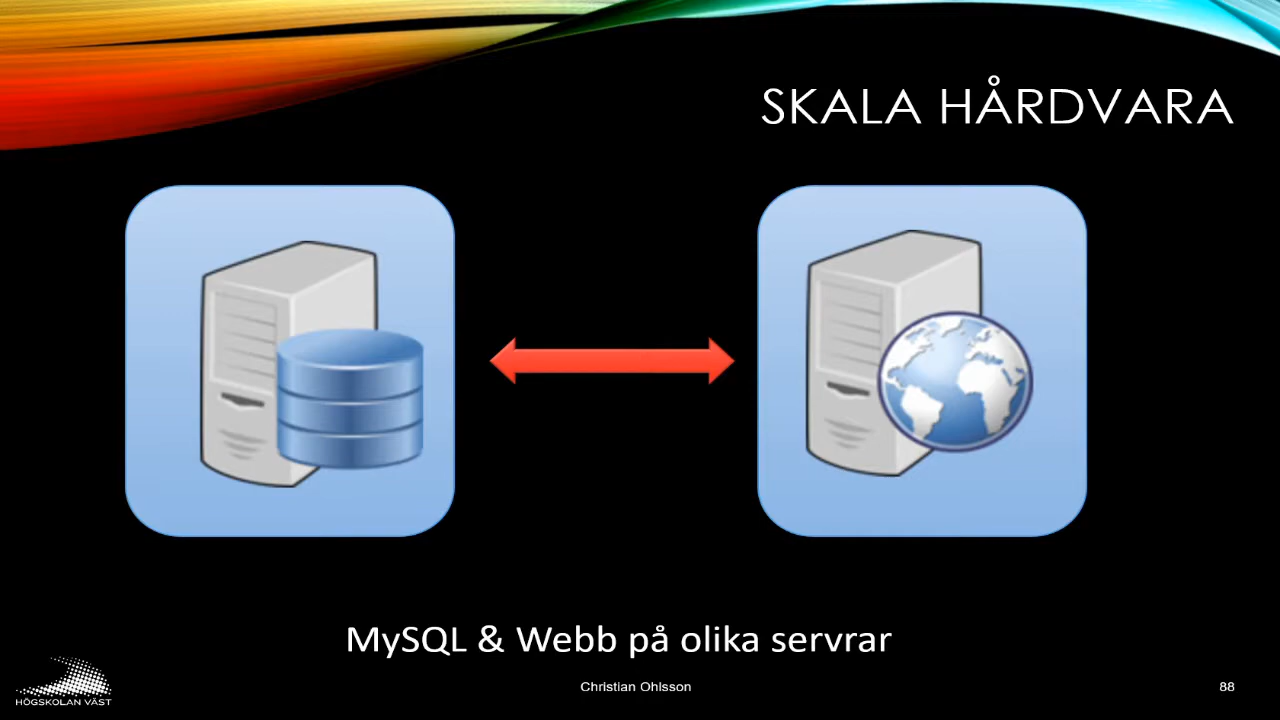 SKALA HÅRDVARA
MySQL & Webb på olika servrar
HÖGSKOLAN VÄST
Christian Ohlsson
88